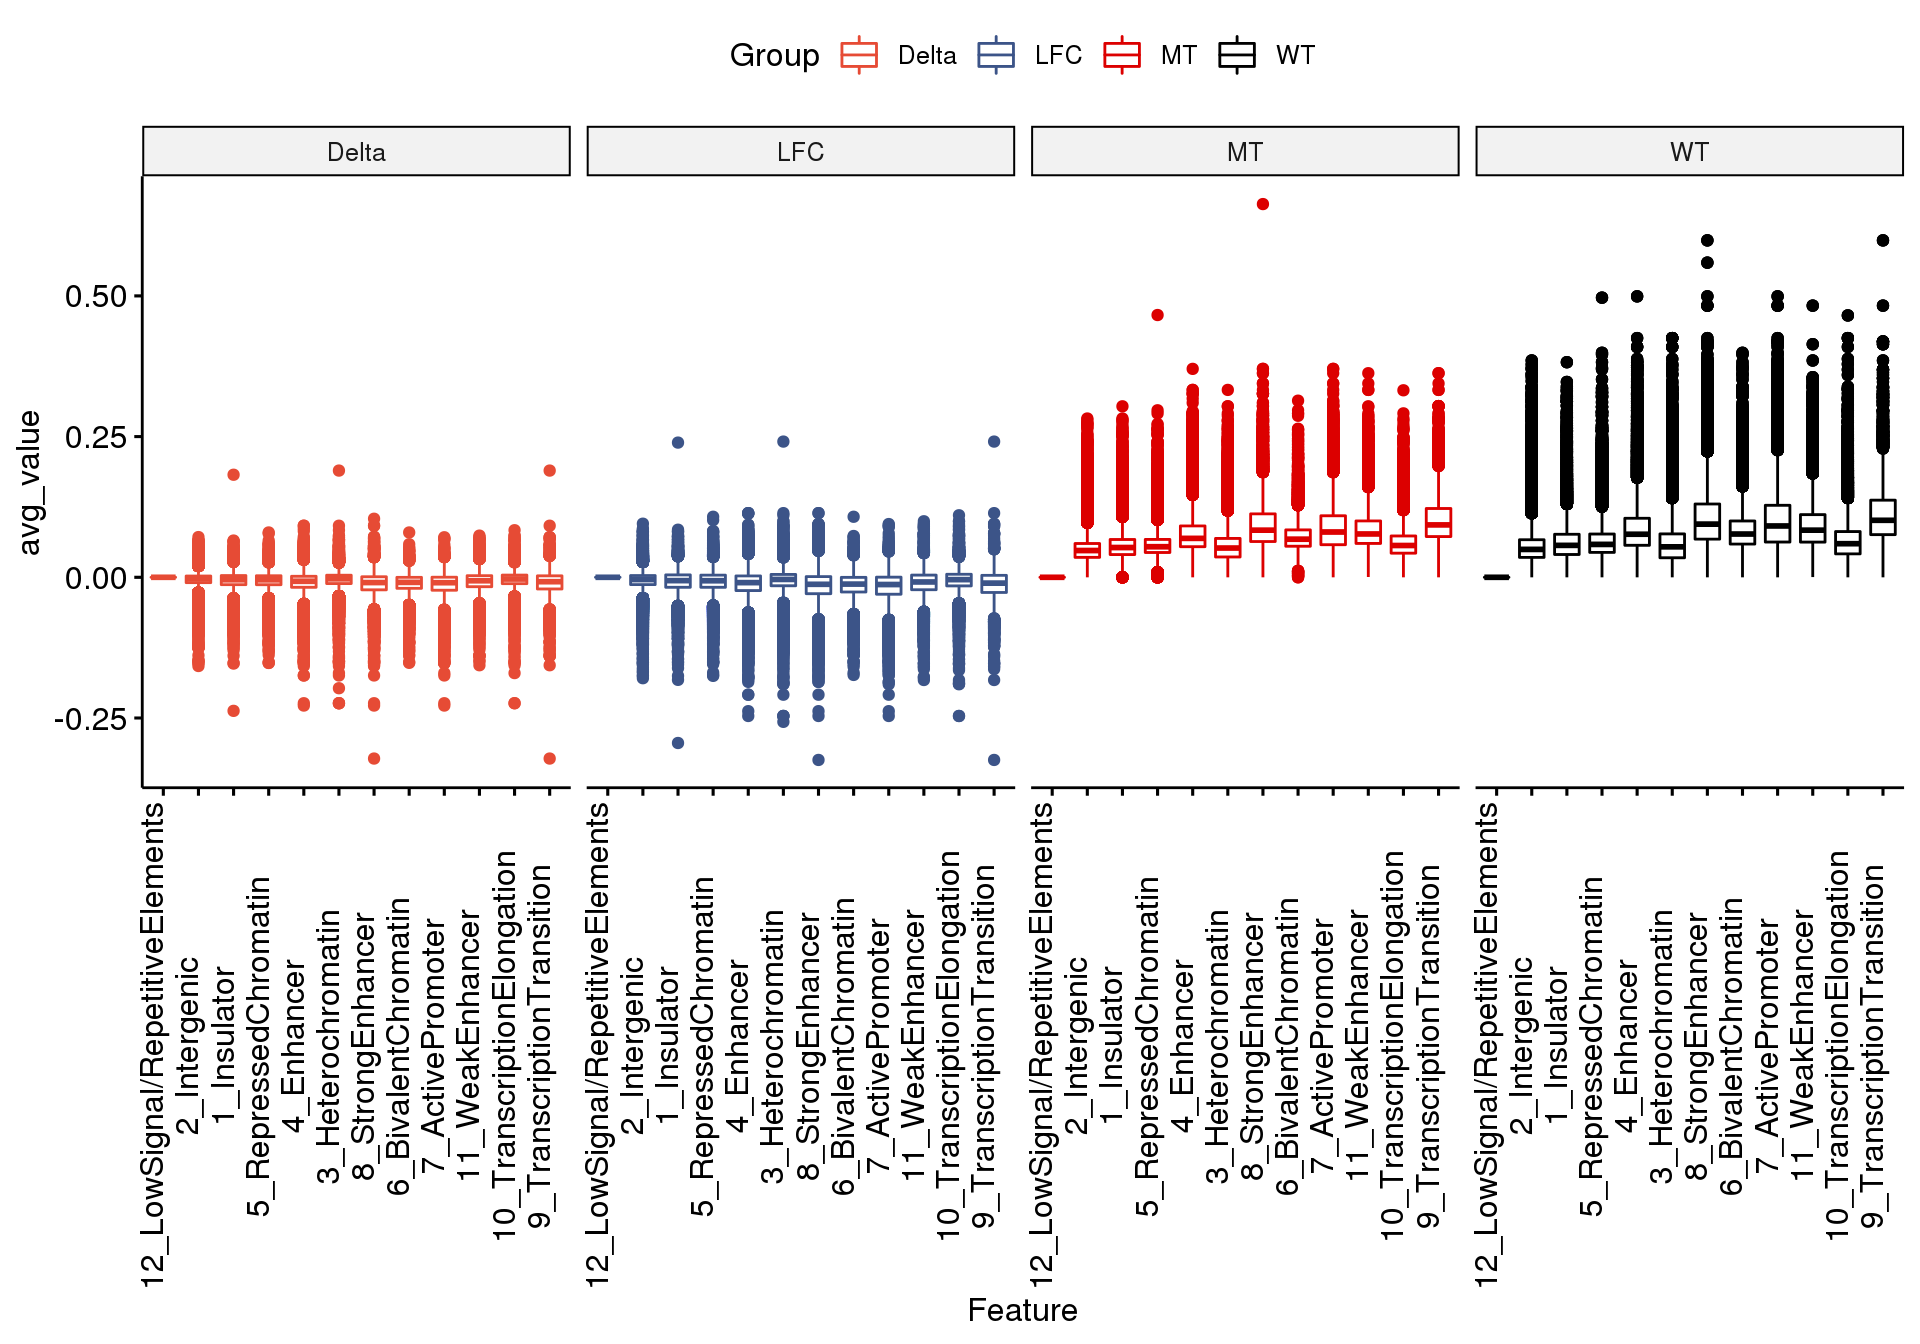 Group Delta LFC MT WT
Delta LFC MT WT
avg_value
0.50
0.25
0.00
-0.25
12_LowSignal/RepetitiveElements
2_Intergenic
1_Insulator
5_RepressedChromatin
4_Enhancer
3_Heterochromatin
8_StrongEnhancer
6_BivalentChromatin
7_ActivePromoter
11_WeakEnhancer
10_TranscriptionElongation
9_TranscriptionTransition
12_LowSignal/RepetitiveElements
2_Intergenic
1_Insulator
5_RepressedChromatin
4_Enhancer
3_Heterochromatin
8_StrongEnhancer
6_BivalentChromatin
7_ActivePromoter
11_WeakEnhancer
10_TranscriptionElongation
9_TranscriptionTransition
12_LowSignal/RepetitiveElements
2_Intergenic
1_Insulator
5_RepressedChromatin
4_Enhancer
3_Heterochromatin
8_StrongEnhancer
6_BivalentChromatin
7_ActivePromoter
11_WeakEnhancer
10_TranscriptionElongation
9_TranscriptionTransition
12_LowSignal/RepetitiveElements
2_Intergenic
1_Insulator
5_RepressedChromatin
4_Enhancer
3_Heterochromatin
8_StrongEnhancer
6_BivalentChromatin
7_ActivePromoter
11_WeakEnhancer
10_TranscriptionElongation
9_TranscriptionTransition
Feature